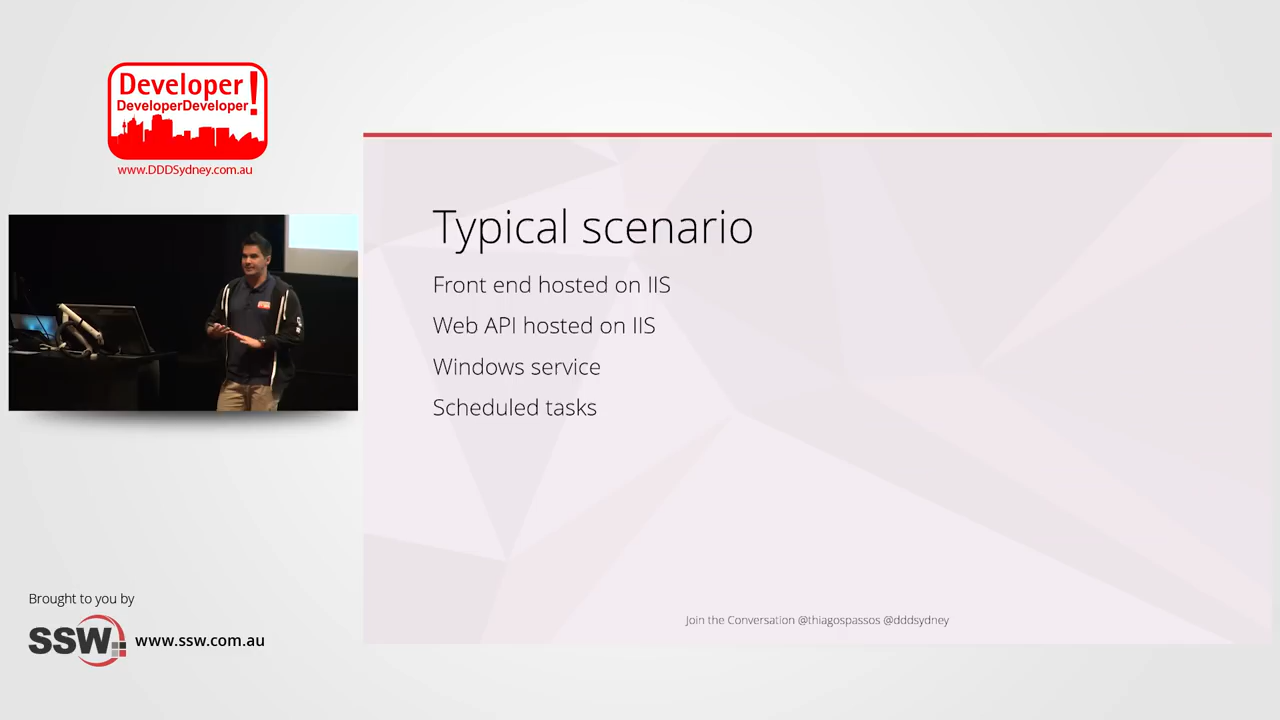 Developer!
DeveloperDeveloper
www.DDDSydney.com.au
Typical scenario
Front end hosted on IIS
Web API hosted on IIS
Windows service
Scheduled tasks
Join the Conversation @thiagospassos @dddsydney
Brought to you by
SSW
www.ssw.com.au